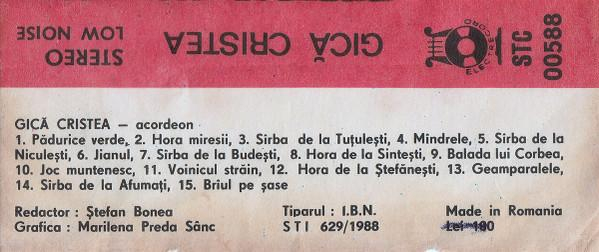 STEREO
LOW NOISE
GICĂ CRISTEA
ELECTRECORD
STC
00588
GICĂ CRISTEA — acordeon
1. Pădurice verde, 2. Hora miresii, 3. Sîrba de la Tuțulești, 4. Mindrele, 5. Sîrba de la
Niculești, 6. Jianul, 7. Sîrba de la Budești, 8. Hora de la Sintești, 9. Balada lui Corbea,
10. Joc muntenesc, 11. Voinicul străin, 12. Hora de la Ștefănești, 13. Geamparalele,
14. Sîrba de la Afumați, 15. Brîul pe șase
Redactor : Ștefan Bonea
Grafica : Marilena Preda Sânc
Tiparul : I.B.N.
STI 629/1988
Made in Romania
Lei